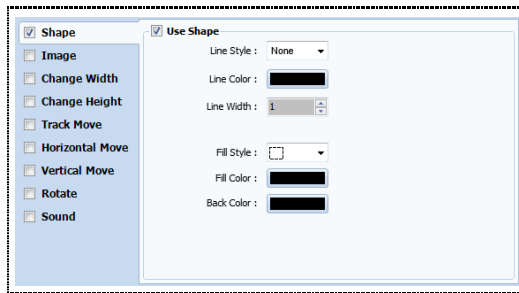 Shape
Image
Change Width
Change Height
Track Move
Horizontal Move
Vertical Move
Rotate
Sound
Use Shape
Line Style : None
Line Color :
Line Width : 1
Fill Style :
Fill Color :
Back Color :